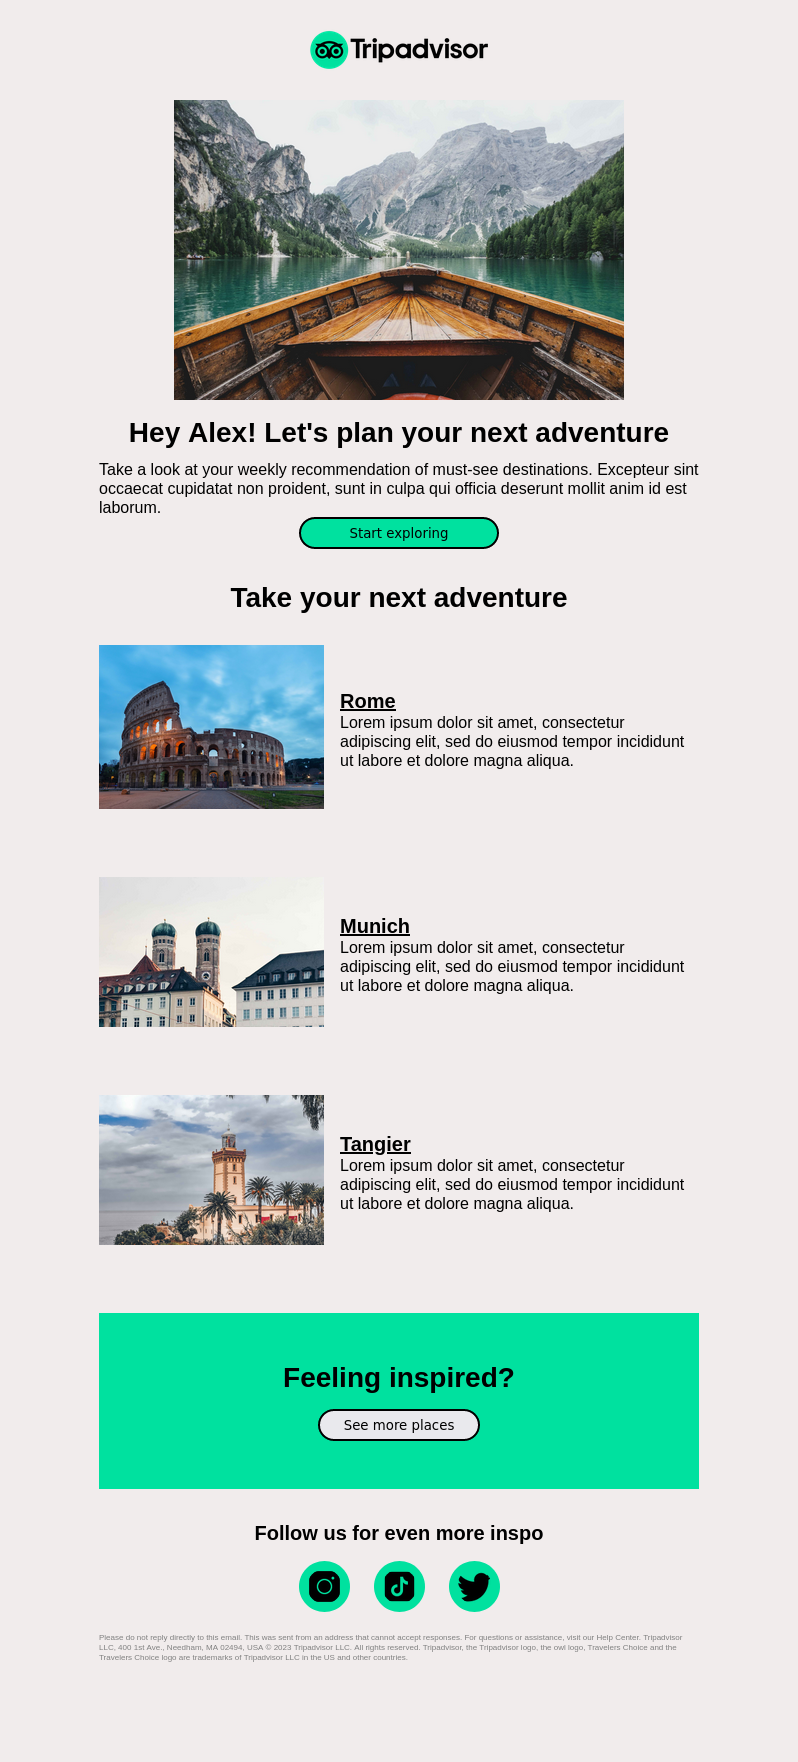 Tripadvisor
Hey Alex! Let's plan your next adventure
Take a look at your weekly recommendation of must-see destinations. Excepteur sint
occaecat cupidatat non proident, sunt in culpa qui officia deserunt mollit anim id est
laborum.
Start exploring
Take your next adventure
Rome
Lorem ipsum dolor sit amet, consectetur
adipiscing elit, sed do eiusmod tempor incididunt
ut labore et dolore magna aliqua.
Munich
Lorem ipsum dolor sit amet, consectetur
adipiscing elit, sed do eiusmod tempor incididunt
ut labore et dolore magna aliqua.
Tangier
Lorem ipsum dolor sit amet, consectetur
adipiscing elit, sed do eiusmod tempor incididunt
ut labore et dolore magna aliqua.
Feeling inspired?
See more places
Follow us for even more inspo
Please do not reply directly to this email. This was sent from an address that cannot accept responses. For questions or assistance, visit our Help Center. Tripadvisor
LLC, 400 1st Ave., Needham, MA 02494, USA © 2023 Tripadvisor LLC. All rights reserved. Tripadvisor, the Tripadvisor logo, the owl logo, Travelers Choice and the
Travelers Choice logo are trademarks of Tripadvisor LLC in the US and other countries.